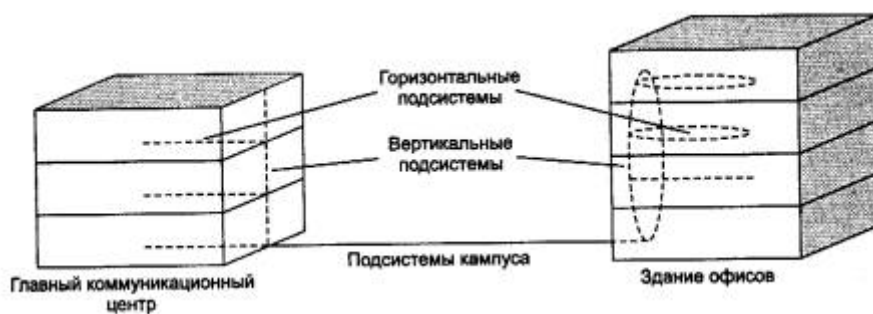 Горизонтальные
подсистемы
Вертикальные
подсистемы
Подсистемы кампуса
Главный коммуникационный
центр
Здание офисов